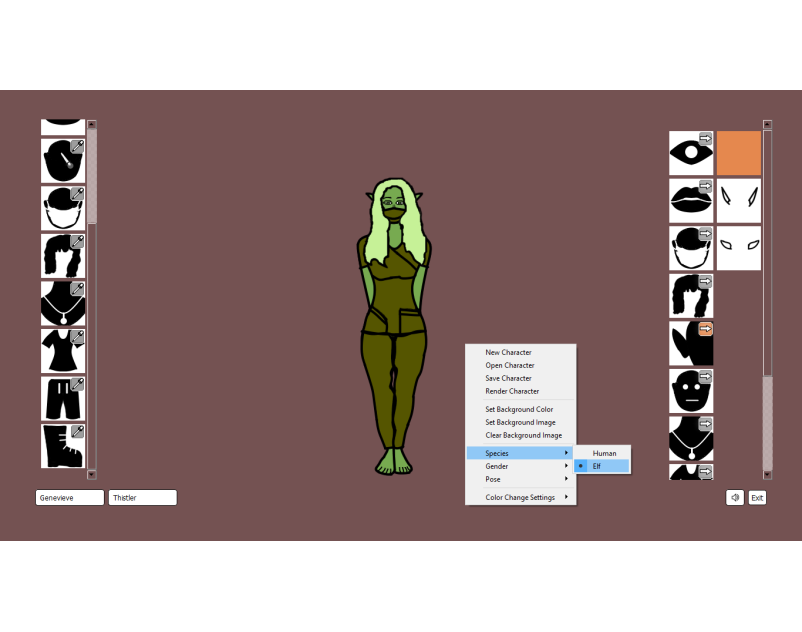 New Character
Open Character
Save Character
Render Character
Set Background Color
Set Background Image
Clear Background Image
Species
Human
Gender
Elf
Pose
Color Change Settings
Genevieve
Thistler
Exit